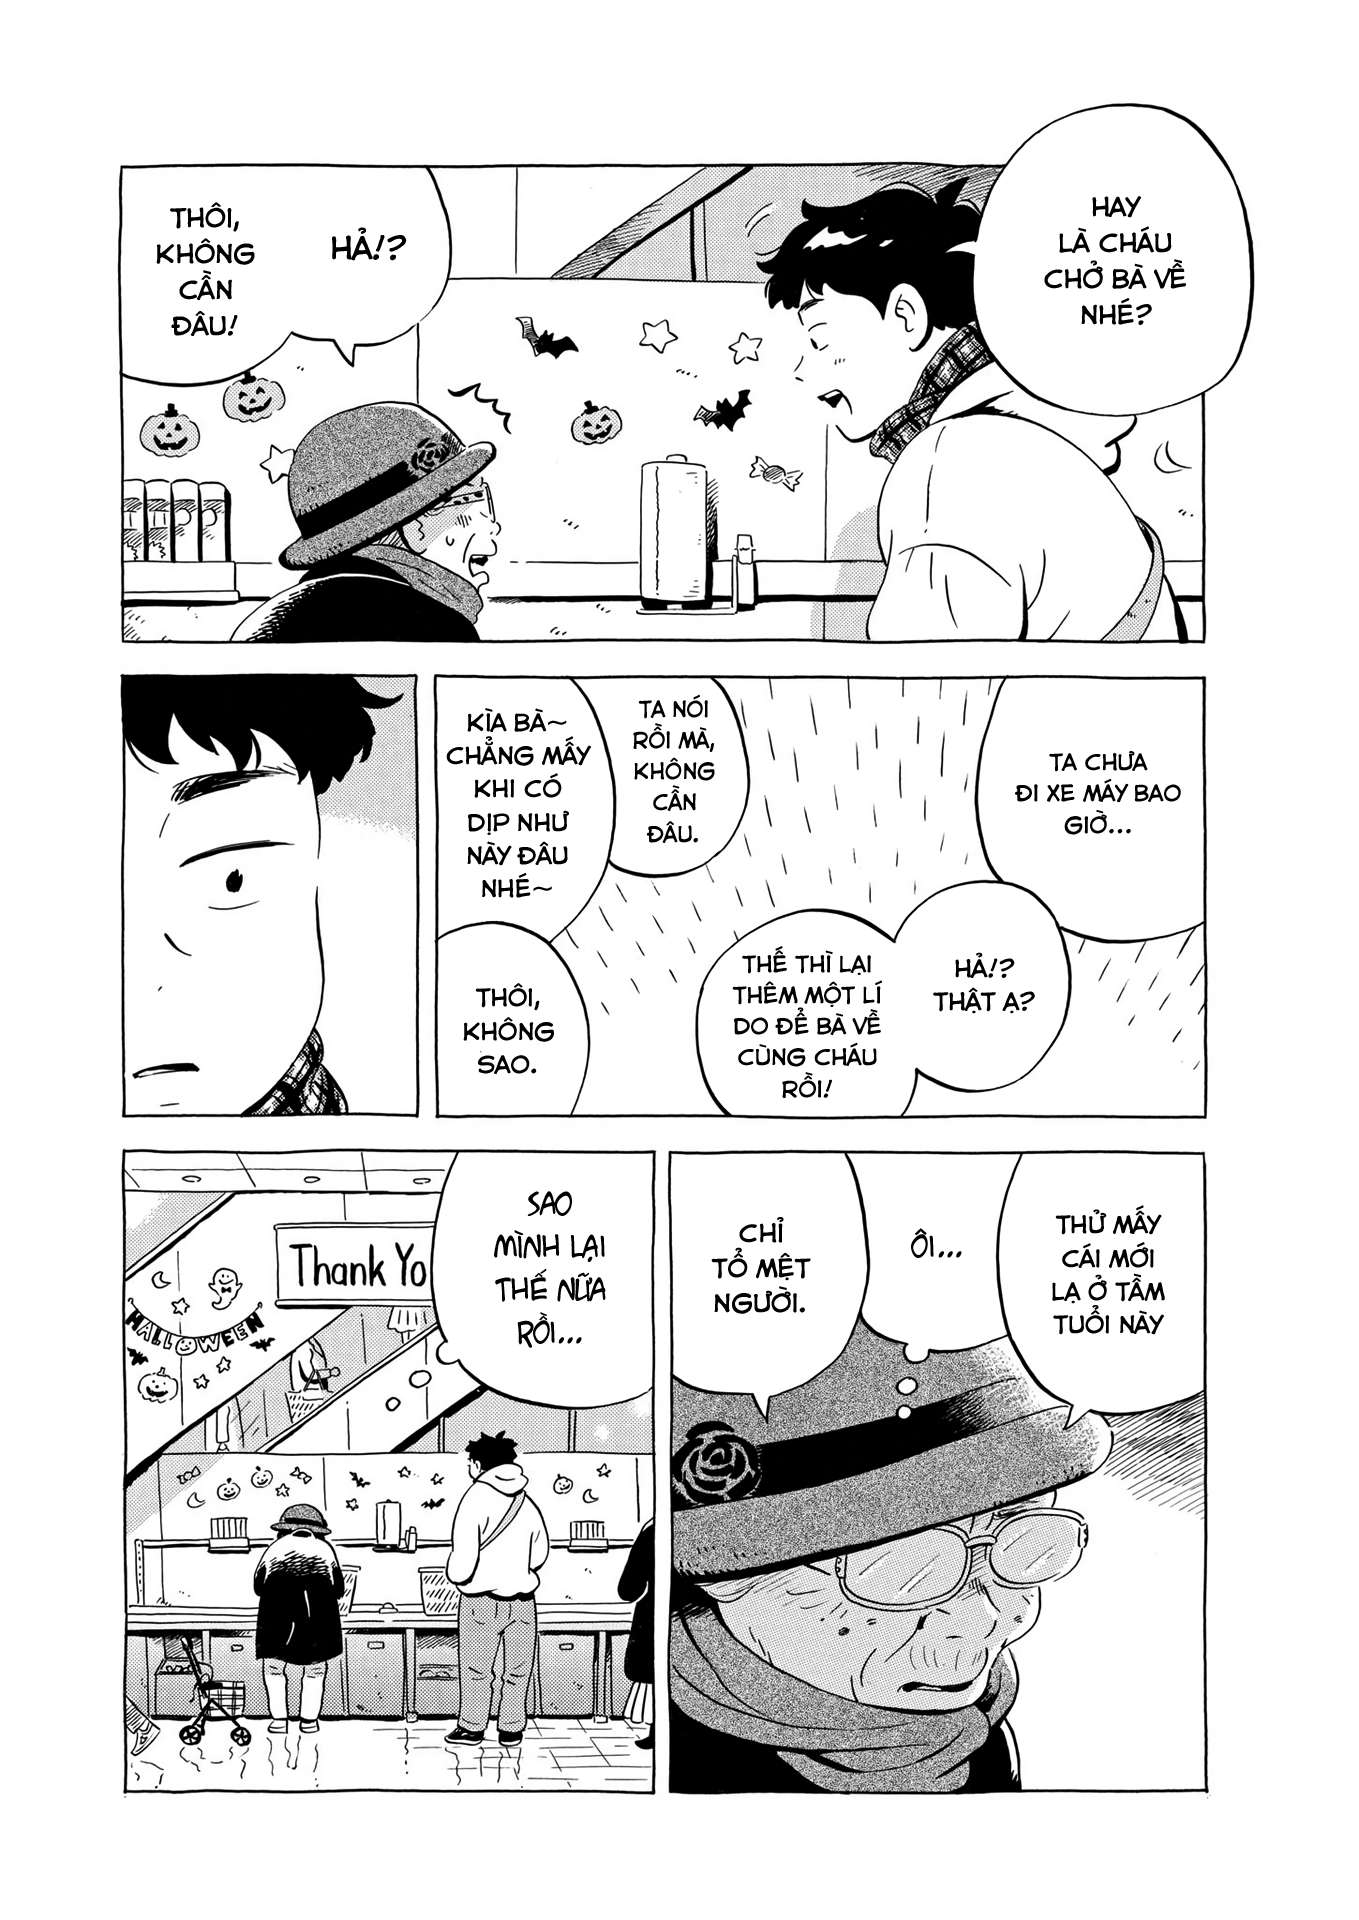 HAY
LÀ CHÁU
CHỞ BÀ VỀ
NHÉ?
HẢ!?
THÔI,
KHÔNG
CẦN
ĐÂU!
TA CHƯA
ĐI XE MÁY BAO
GIỜ...
HẢ!?
THẬT Ạ?
THẾ THÌ LẠI
THÊM MỘT LÍ
DO ĐỂ BÀ VỀ
CÙNG CHÁU
RỒI!
TA NÓI
RỒI MÀ,
KHÔNG
CẦN
ĐÂU.
KÌA BÀ~
CHẲNG MẤY
KHI CÓ
DỊP NHƯ
NÀY ĐÂU
NHÉ~
THÔI,
KHÔNG
SAO.
THỬ MẤY
CÁI MỚI
LẠ Ở TẦM
TUỔI NÀY
ÔI...
CHỈ
TỔ MỆT
NGƯỜI.
SAO
MÌNH LẠI
THẾ NỮA
RỒI...
Thank Yo
HALLOWEEN